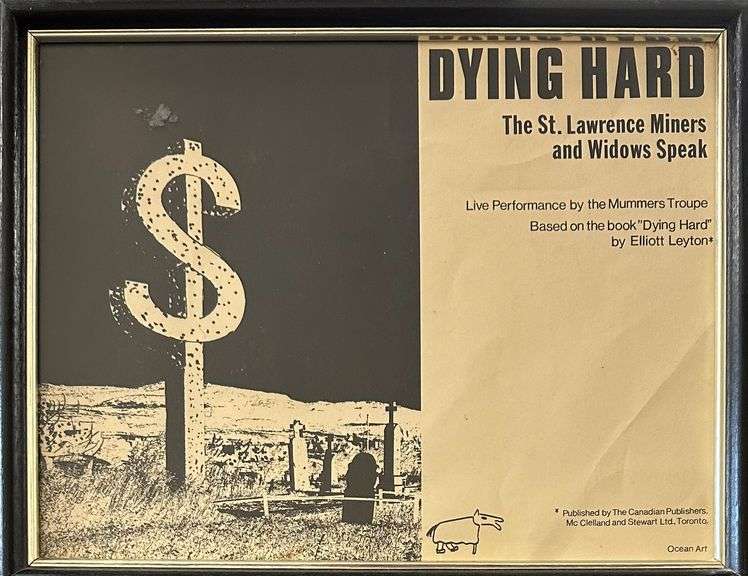 DYING HARD
The St. Lawrence Miners
and Widows Speak
Live Performance by the Mummers Troupe
Based on the book "Dying Hard"
by Elliott Leyton*
* Published by The Canadian Publishers,
Mc Clelland and Stewart Ltd., Toronto.
Ocean Art